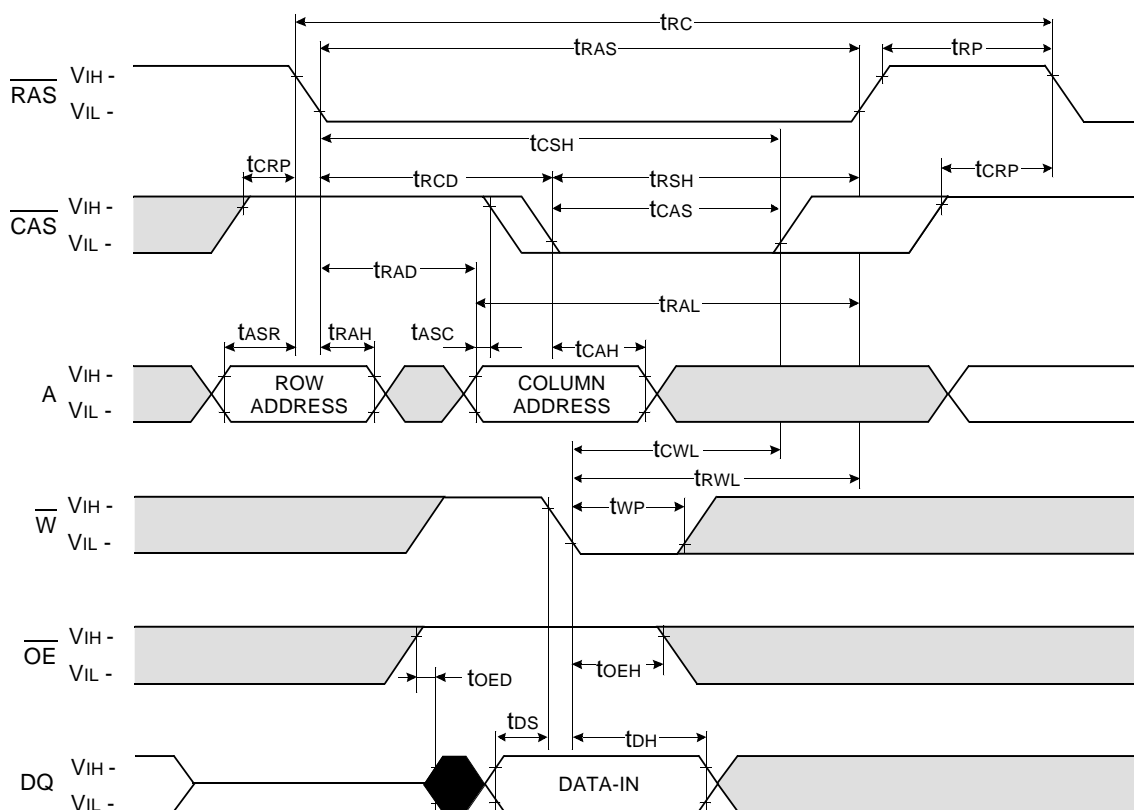 tRC
tRAS
tRP
RAS
VIH -
VIL -
tCSH
tCRP
tRCD
tRSH
tCRP
CAS
VIH -
VIL -
tCAS
tRAD
tRAL
tASR
tRAH
tASC
tCAH
A
VIH -
VIL -
ROW
ADDRESS
COLUMN
ADDRESS
tCWL
tRWL
W
VIH -
VIL -
tWP
OE
VIH -
VIL -
tOED
tOEH
tDS
tDH
DQ
VIH -
VIL -
DATA-IN